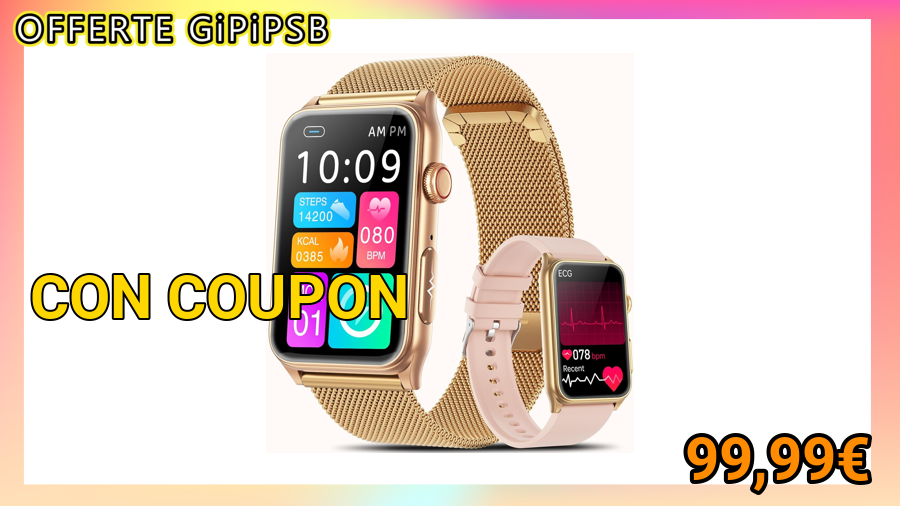 OFFERTE GiPiPSB
AM PM
10:09
STEPS
14200
KCAL
0385
080
BPM
CON COUPON
01
ECG
078 bpm
Recent
99,99€